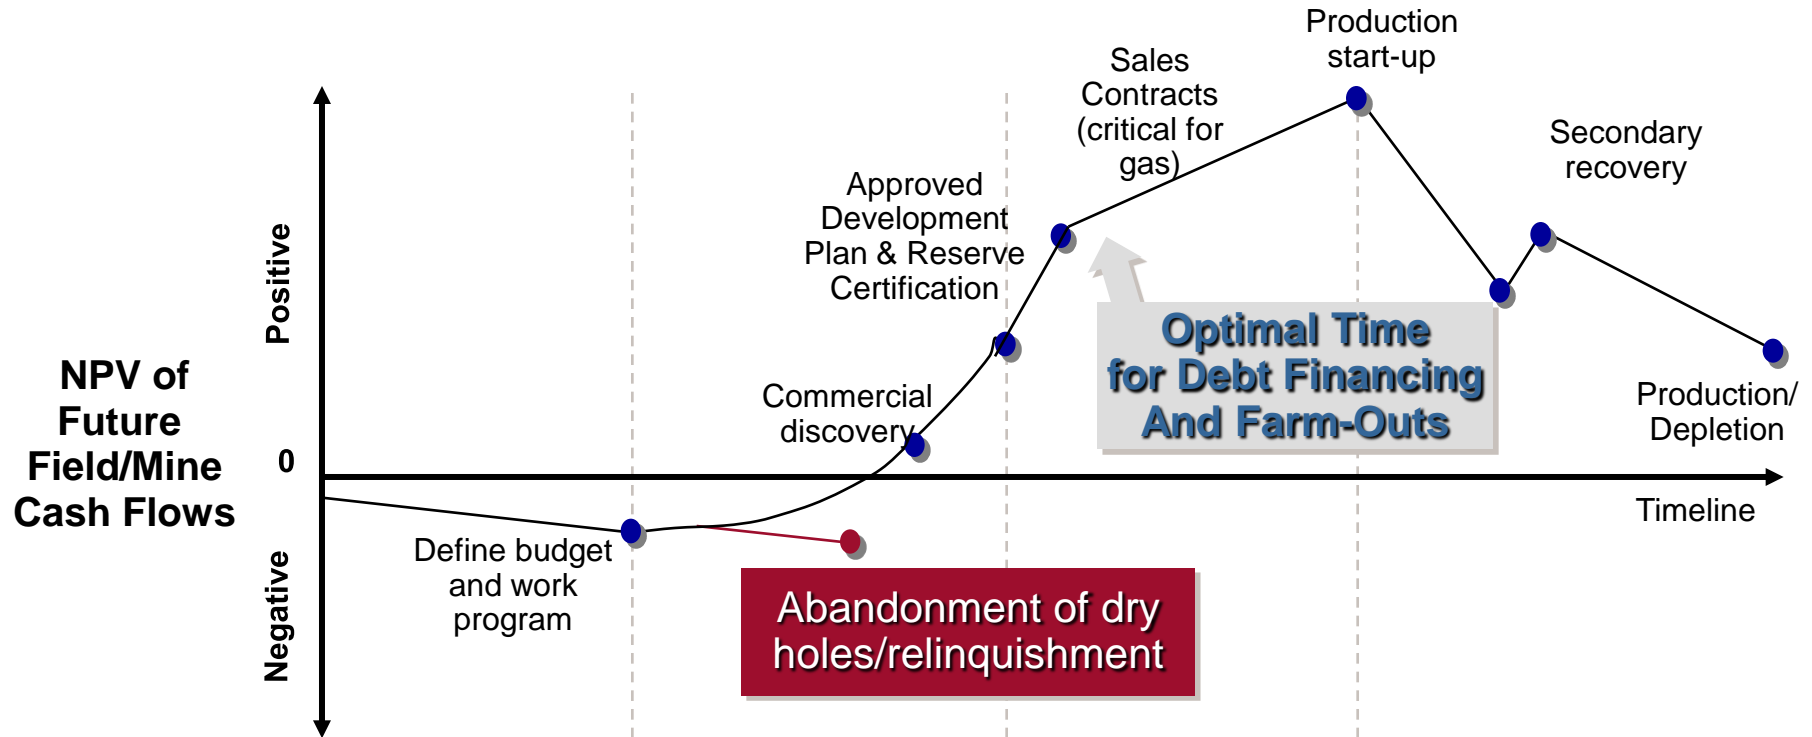 Production
start-up
Sales
Contracts
(critical for
gas)
Secondary
recovery
Approved
Development
Plan & Reserve
Certification
Positive
Optimal Time
for Debt Financing
And Farm-Outs
NPV of
Future
Field/Mine
Cash Flows
Commercial
discovery
Production/
Depletion
0
Timeline
Define budget
and work
program
Negative
Abandonment of dry
holes/relinquishment